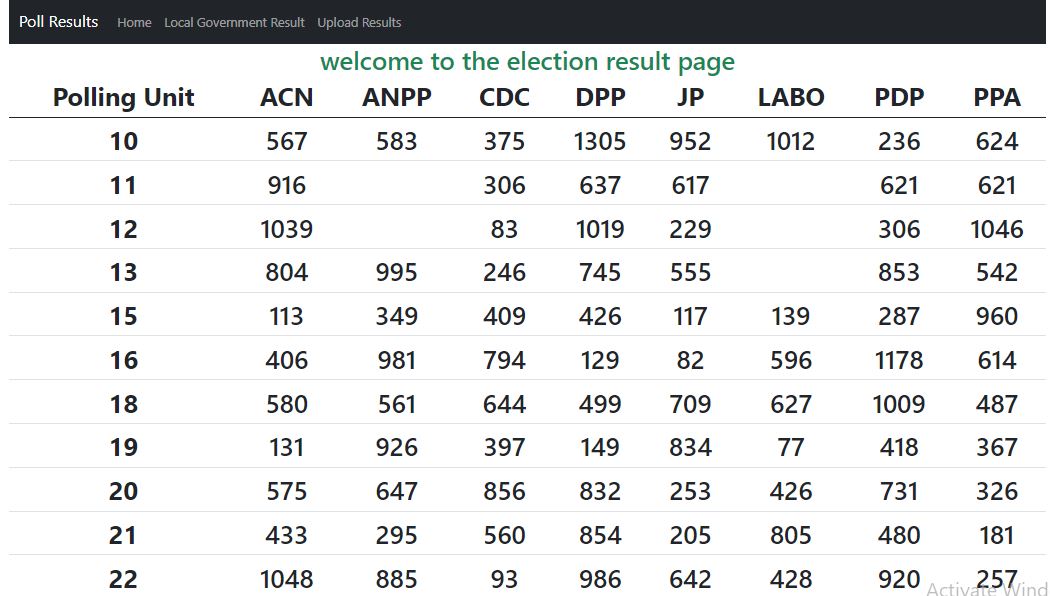 Poll Results Home Local Government Result Upload Results
welcome to the election result page
Polling Unit ACN ANPP CDC DPP JP LABO PDP PPA
10 567 583 375 1305 952 1012 236 624
11 916 306 637 617 621 621
12 1039 83 1019 229 306 1046
13 804 995 246 745 555 853 542
15 113 349 409 426 117 139 287 960
16 406 981 794 129 82 596 1178 614
18 580 561 644 499 709 627 1009 487
19 131 926 397 149 834 77 418 367
20 575 647 856 832 253 426 731 326
21 433 295 560 854 205 805 480 181
22 1048 885 93 986 642 428 920 257
Activate Wind